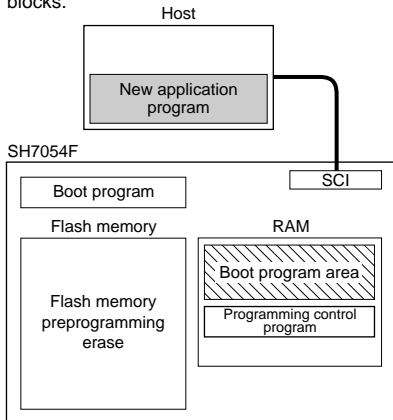 blocks.
Host
New application
program
SH7054F
SCI
Boot program
Flash memory
RAM
Boot program area
Flash memory
preprogramming
erase
Programming control
program